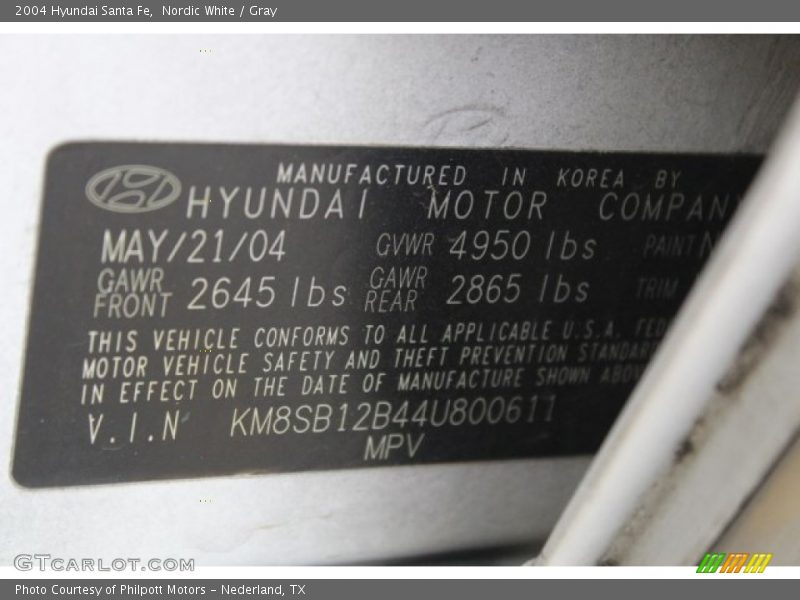 2004 Hyundai Santa Fe, Nordic White / Gray
MANUFACTURED IN KOREA BY
HYUNDAI MOTOR COMPANY
MAY/21/04 GVWR 4950 lbs PAINT
GAWR FRONT 2645 lbs GAWR REAR 2865 lbs TRIM
THIS VEHICLE CONFORMS TO ALL APPLICABLE U.S.A.
MOTOR VEHICLE SAFETY AND THEFT PREVENTION STANDAR
IN EFFECT ON THE DATE OF MANUFACTURE SHOWN ABOV
V.I.N KM8SB12B44U800611
MPV
GTCARLOT.COM
Photo Courtesy of Philpott Motors - Nederland, TX